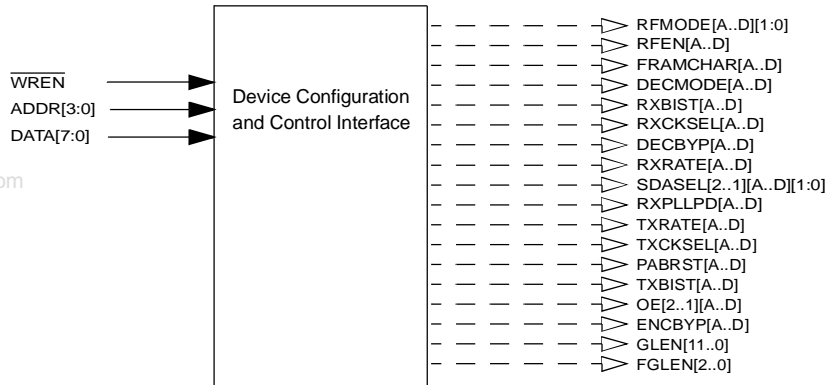 WREN
ADDR[3:0]
DATA[7:0]
om
Device Configuration
and Control Interface
RFMODE[A..D][1:0]
RFEN[A..D]
FRAMCHAR[A..D]
DECMODE[A..D]
RXBIST[A..D]
RXCKSEL[A..D]
DECBYP[A..D]
RXRATE[A..D]
SDASEL[2..1][A..D][1:0]
RXPLLPD[A..D]
TXRATE[A..D]
TXCKSEL[A..D]
PABRST[A..D]
TXBIST[A..D]
OE[2..1][A..D]
ENCBYP[A..D]
GLEN[11..0]
FGLEN[2..0]